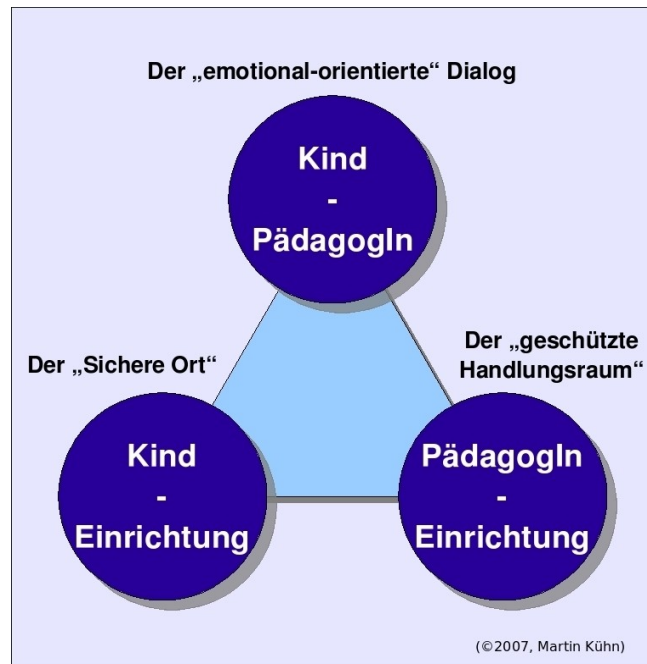 Der „emotional-orientierte“ Dialog
Kind
-
PädagogIn
Der „Sichere Ort“
Kind
-
Einrichtung
Der „geschützte
Handlungsraum“
PädagogIn
-
Einrichtung
(©2007, Martin Kühn)